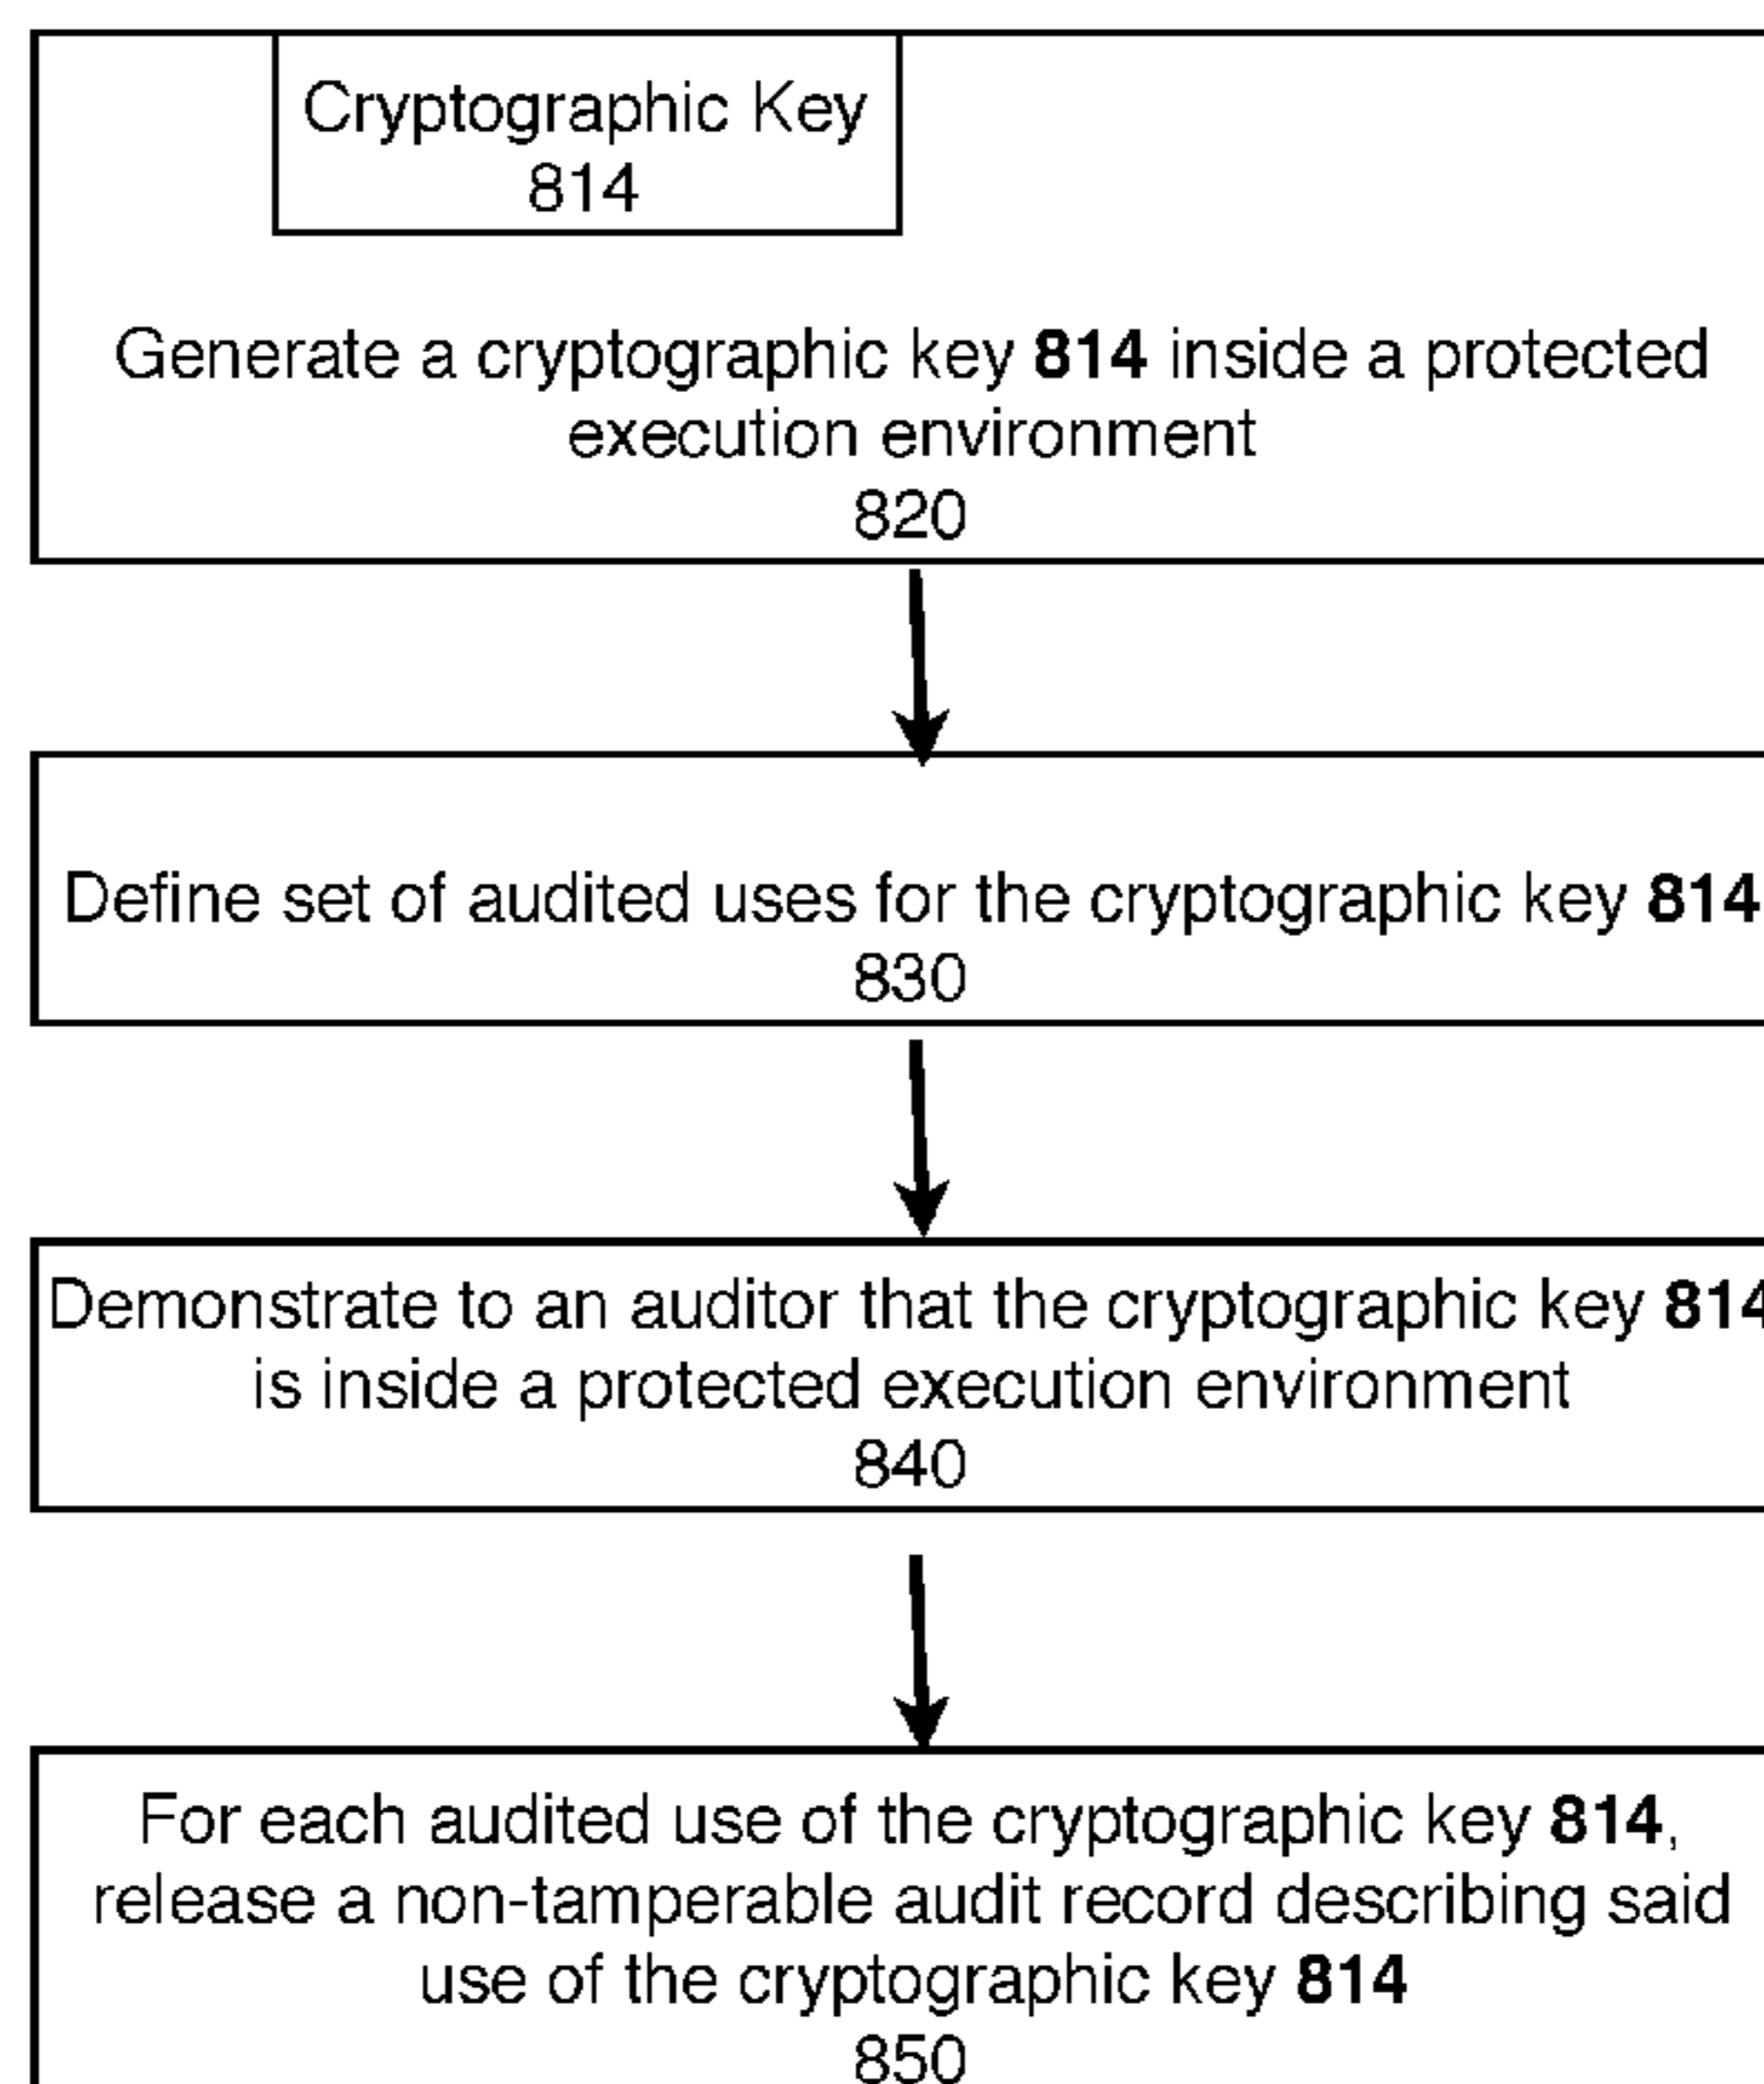 Cryptographic Key
814
Generate a cryptographic key 814 inside a protected
execution environment
820
Define set of audited uses for the cryptographic key 814
830
Demonstrate to an auditor that the cryptographic key 814
is inside a protected execution environment
840
For each audited use of the cryptographic key 814,
release a non-tamperable audit record describing said
use of the cryptographic key 814
850